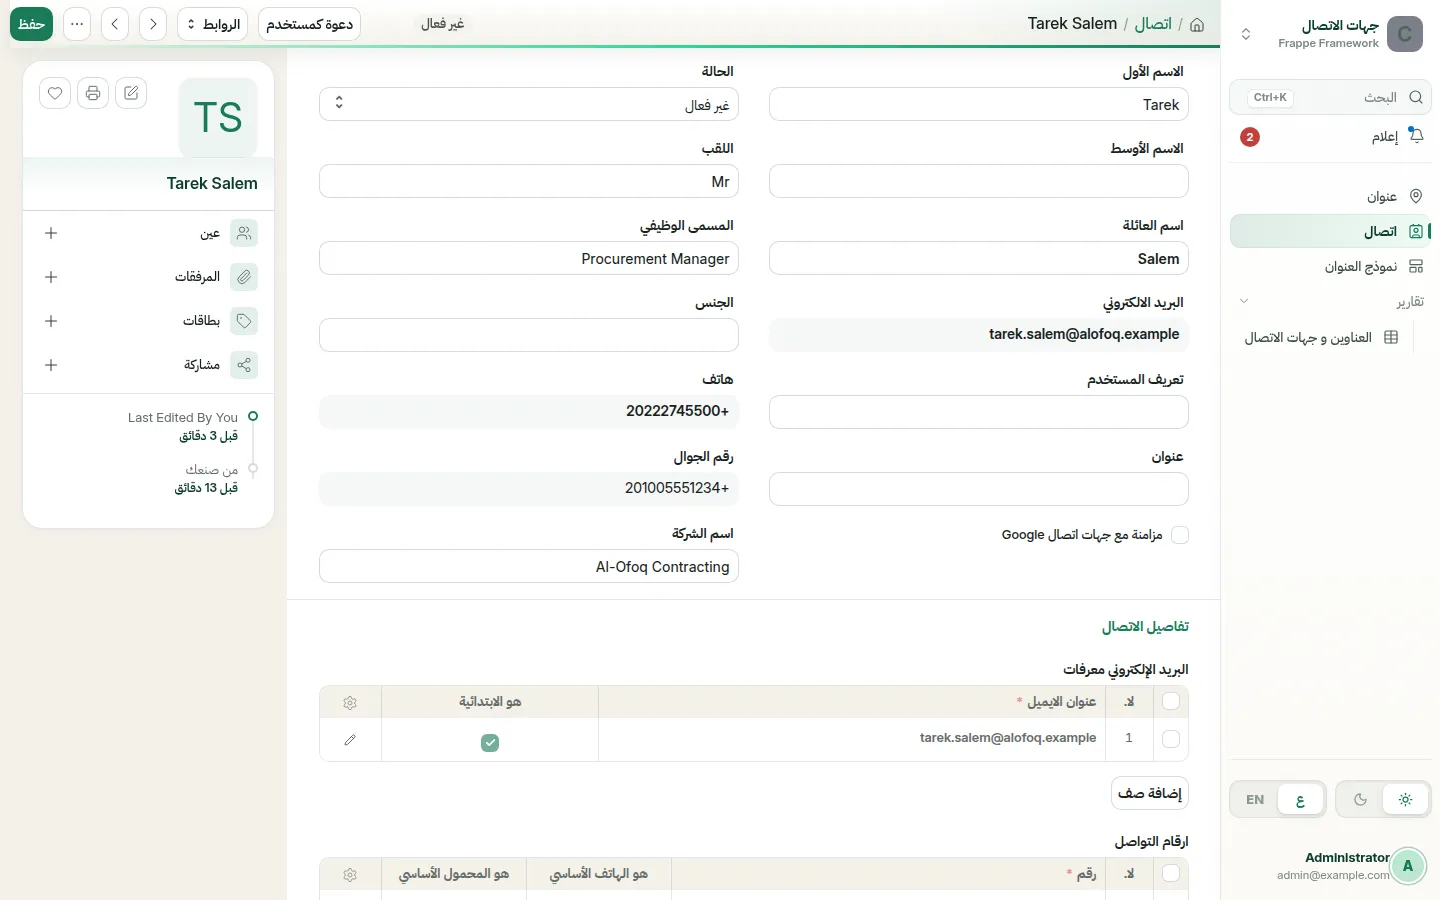 جهات الاتصال
Frappe Framework
C
البحث
Ctrl+K
إعلام
2
عنوان
اتصال
نموذج العنوان
تقارير
العناوين و جهات الاتصال
ع
EN
Administrator
admin@example.com
A
اتصال / Tarek Salem
غير فعال
دعوة كمستخدم
الروابط
حفظ
الاسم الأول
Tarek
الحالة
غير فعال
الاسم الأوسط
اللقب
Mr
اسم العائلة
Salem
المسمى الوظيفي
Procurement Manager
البريد الالكتروني
tarek.salem@alofoq.example
الجنس
تعريف المستخدم
هاتف
20222745500+
عنوان
رقم الجوال
201005551234+
مزامنة مع جهات اتصال Google
اسم الشركة
Al-Ofoq Contracting
تفاصيل الاتصال
البريد الإلكتروني معرفات
لا.
عنوان الايميل *
هو الابتدائية
1
tarek.salem@alofoq.example
إضافة صف
ارقام التواصل
لا.
رقم *
هو الهاتف الأساسي
هو المحمول الأساسي
TS
Tarek Salem
عين
المرفقات
بطاقات
مشاركة
Last Edited By You
قبل 3 دقائق
من صنعك
قبل 13 دقائق